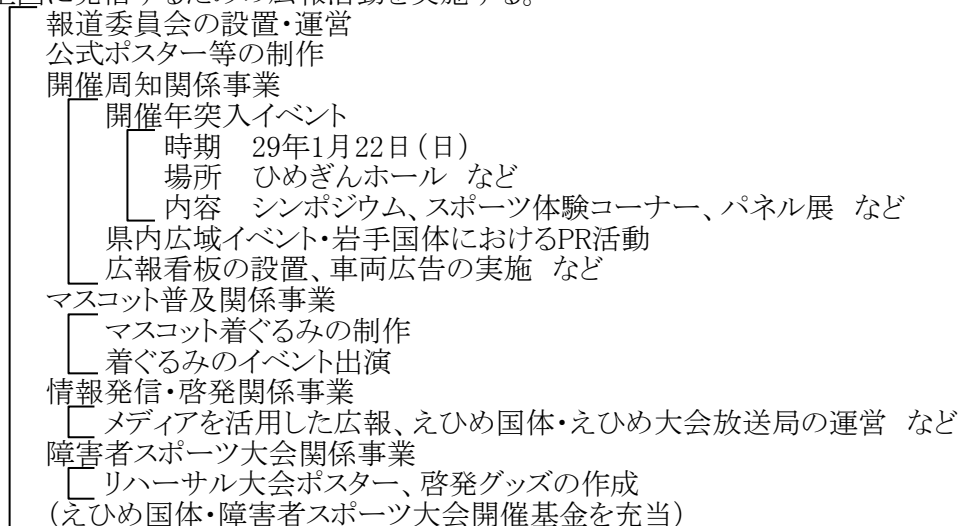 全国に発信するための広報活動を実施する。
報道委員会の設置・運営
公式ポスター等の制作
開催周知関係事業
開催年突入イベント
時期　29年1月22日（日）
場所　ひめぎんホール　など
内容　シンポジウム、スポーツ体験コーナー、パネル展　など
県内広域イベント・岩手国体におけるPR活動
広報看板の設置、車両広告の実施　など
マスコット普及関係事業
マスコット着ぐるみの制作
着ぐるみのイベント出演
情報発信・啓発関係事業
メディアを活用した広報、えひめ国体・えひめ大会放送局の運営　など
障害者スポーツ大会関係事業
リハーサル大会ポスター、啓発グッズの作成
（えひめ国体・障害者スポーツ大会開催基金を充当）